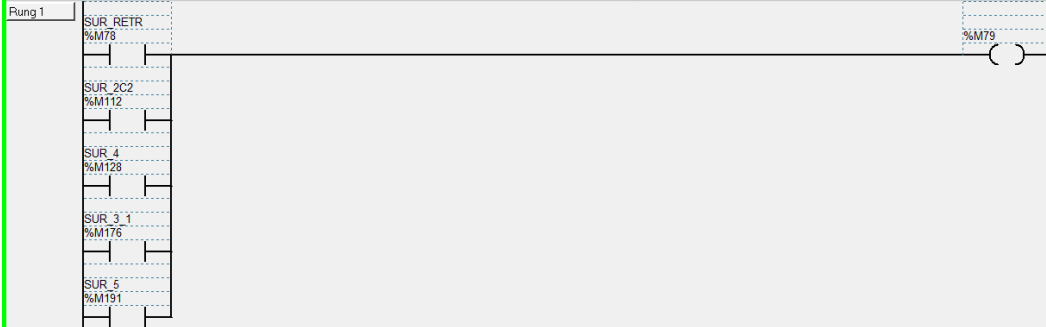 Rung 1
SUR_RETR
%M78
%M79
SUR_2C2
%M112
SUR_4
%M128
SUR_3_1
%M176
SUR_5
%M191